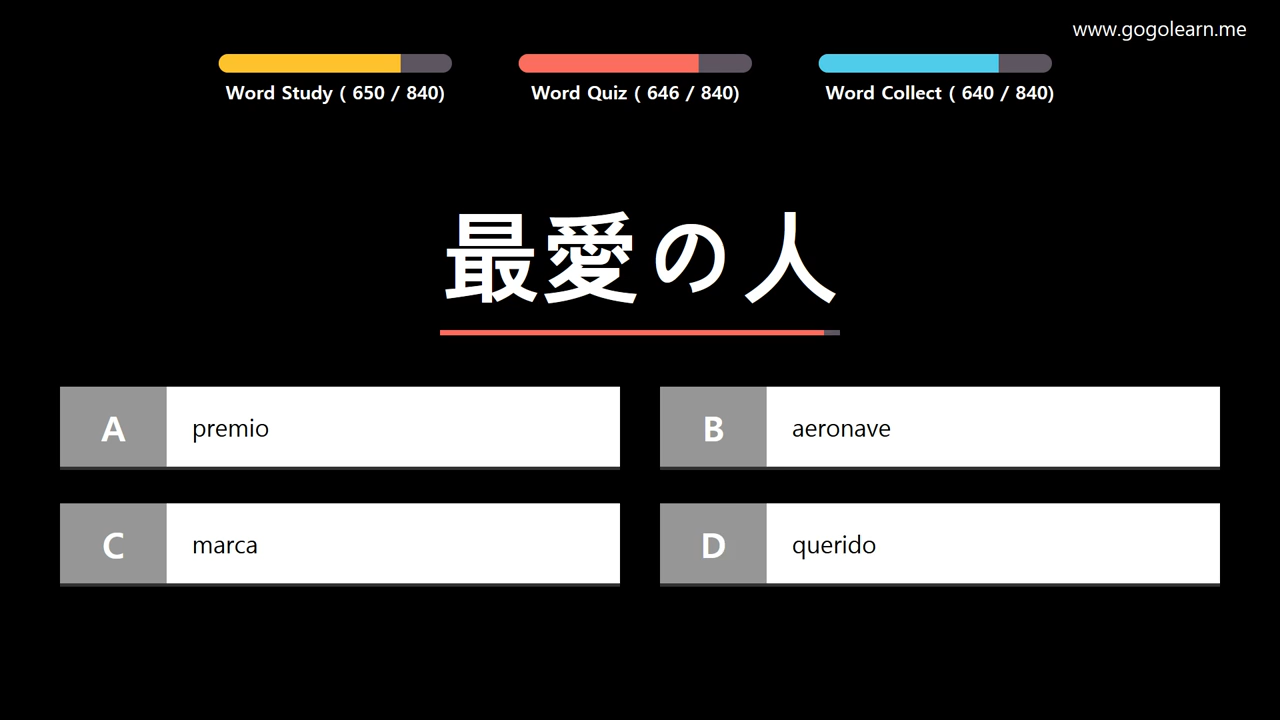 www.gogolearn.me
Word Study ( 650 / 840)
Word Quiz ( 646 / 840)
Word Collect ( 640 / 840)
最愛の人
A premio
B aeronave
C marca
D querido